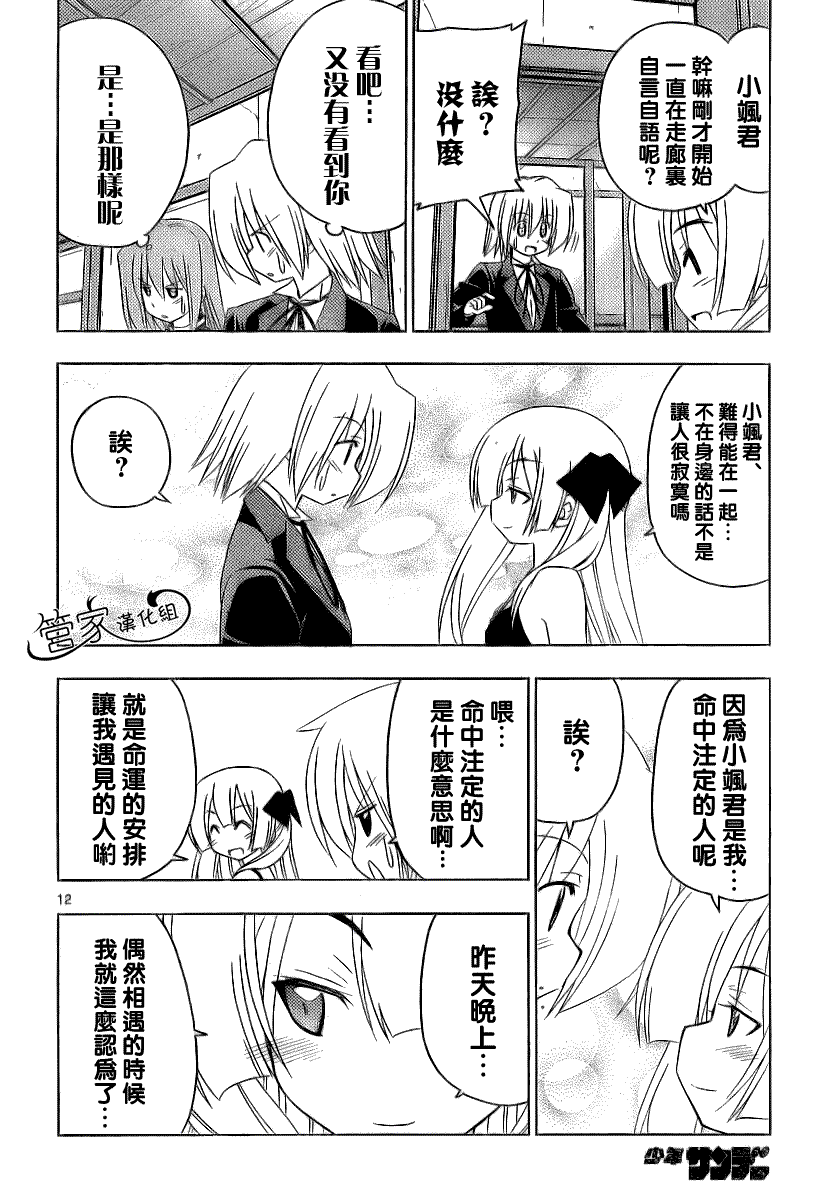 小颯君
幹嘛剛才開始
一直在走廊裏
自言自語呢?
誒?
沒什麼
看吧…
又没有看到你
是…是那樣呢
小颯君、
難得能在一起…
不在身邊的話不是
讓人很寂寞嗎
誒?
管家漢化組
因爲小颯君是我…
命中注定的人呢
誒?
喂…
命中注定的人
是什麼意思啊…
就是命運的安排
讓我遇見的人喲
12
昨天晚上…
偶然相遇的時候
我就這麼認爲了…
少年サンデー